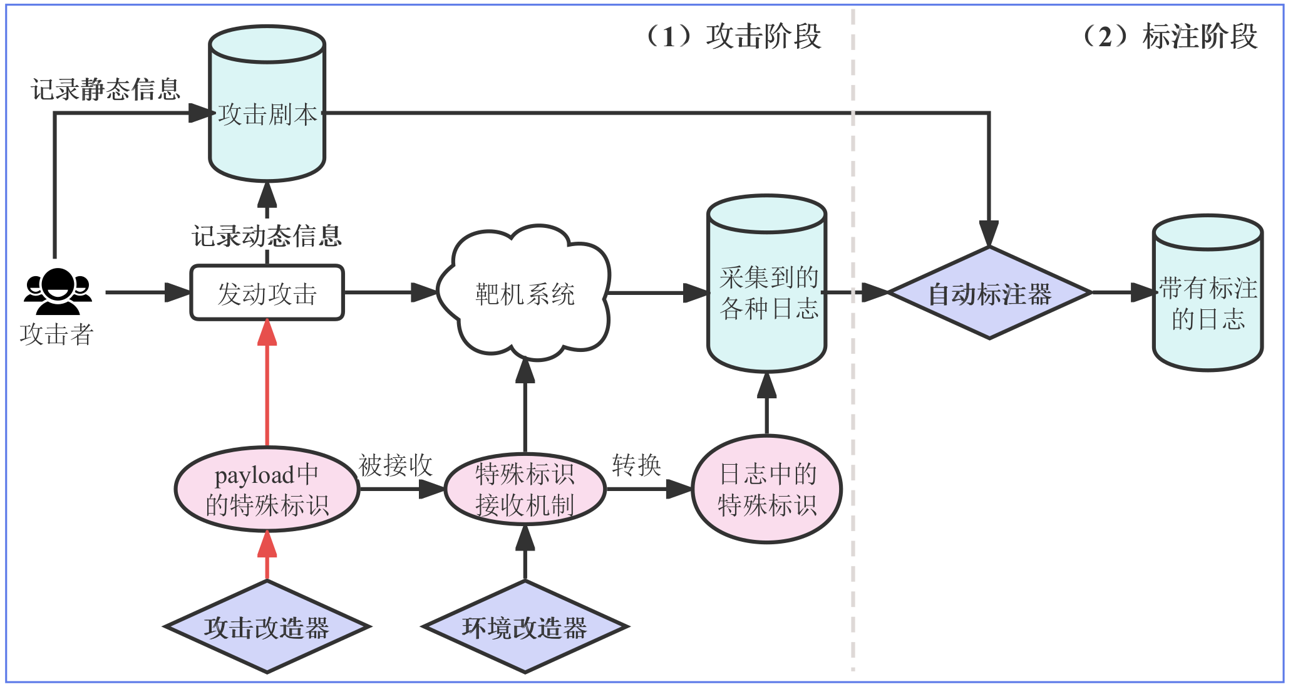 （1）攻击阶段
（2）标注阶段
记录静态信息
攻击剧本
记录动态信息
攻击者
发动攻击
靶机系统
采集到的
各种日志
自动标注器
带有标注
的日志
payload中
的特殊标识
被接收
特殊标识
接收机制
转换
日志中的
特殊标识
攻击改造器
环境改造器